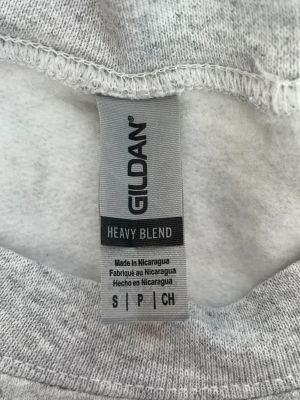 GILDAN®
HEAVY BLEND
Made in Nicaragua
Fabriqué au Nicaragua
Hecho en Nicaragua
S | P | CH